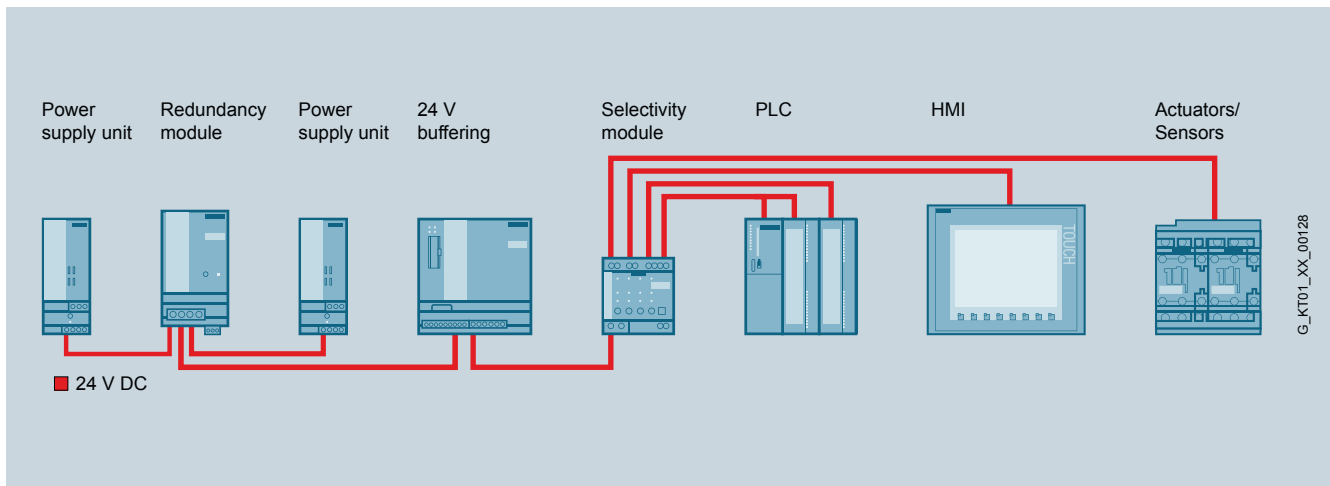 Power
supply unit
Redundancy
module
Power
supply unit
24 V
buffering
Selectivity
module
PLC
HMI
Actuators/
Sensors
TOUCH
24 V DC
G_KT01_XX_00128